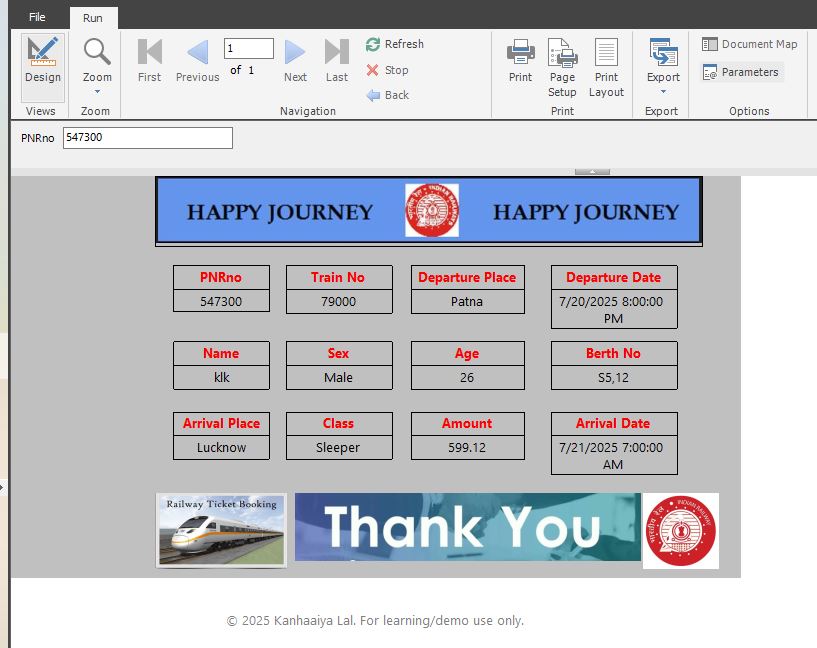 File Run
Design Zoom First Previous 1 of 1 Next Last Refresh Stop Back Print Page Setup Print Layout Export Document Map Parameters
Views Zoom Navigation Print Export Options
PNRno 547300
HAPPY JOURNEY HAPPY JOURNEY
PNRno Train No Departure Place Departure Date
547300 79000 Patna 7/20/2025 8:00:00 PM
Name Sex Age Berth No
klk Male 26 S5,12
Arrival Place Class Amount Arrival Date
Lucknow Sleeper 599.12 7/21/2025 7:00:00 AM
Railway Ticket Booking
Thank You
© 2025 Kanhaaiya Lal. For learning/demo use only.